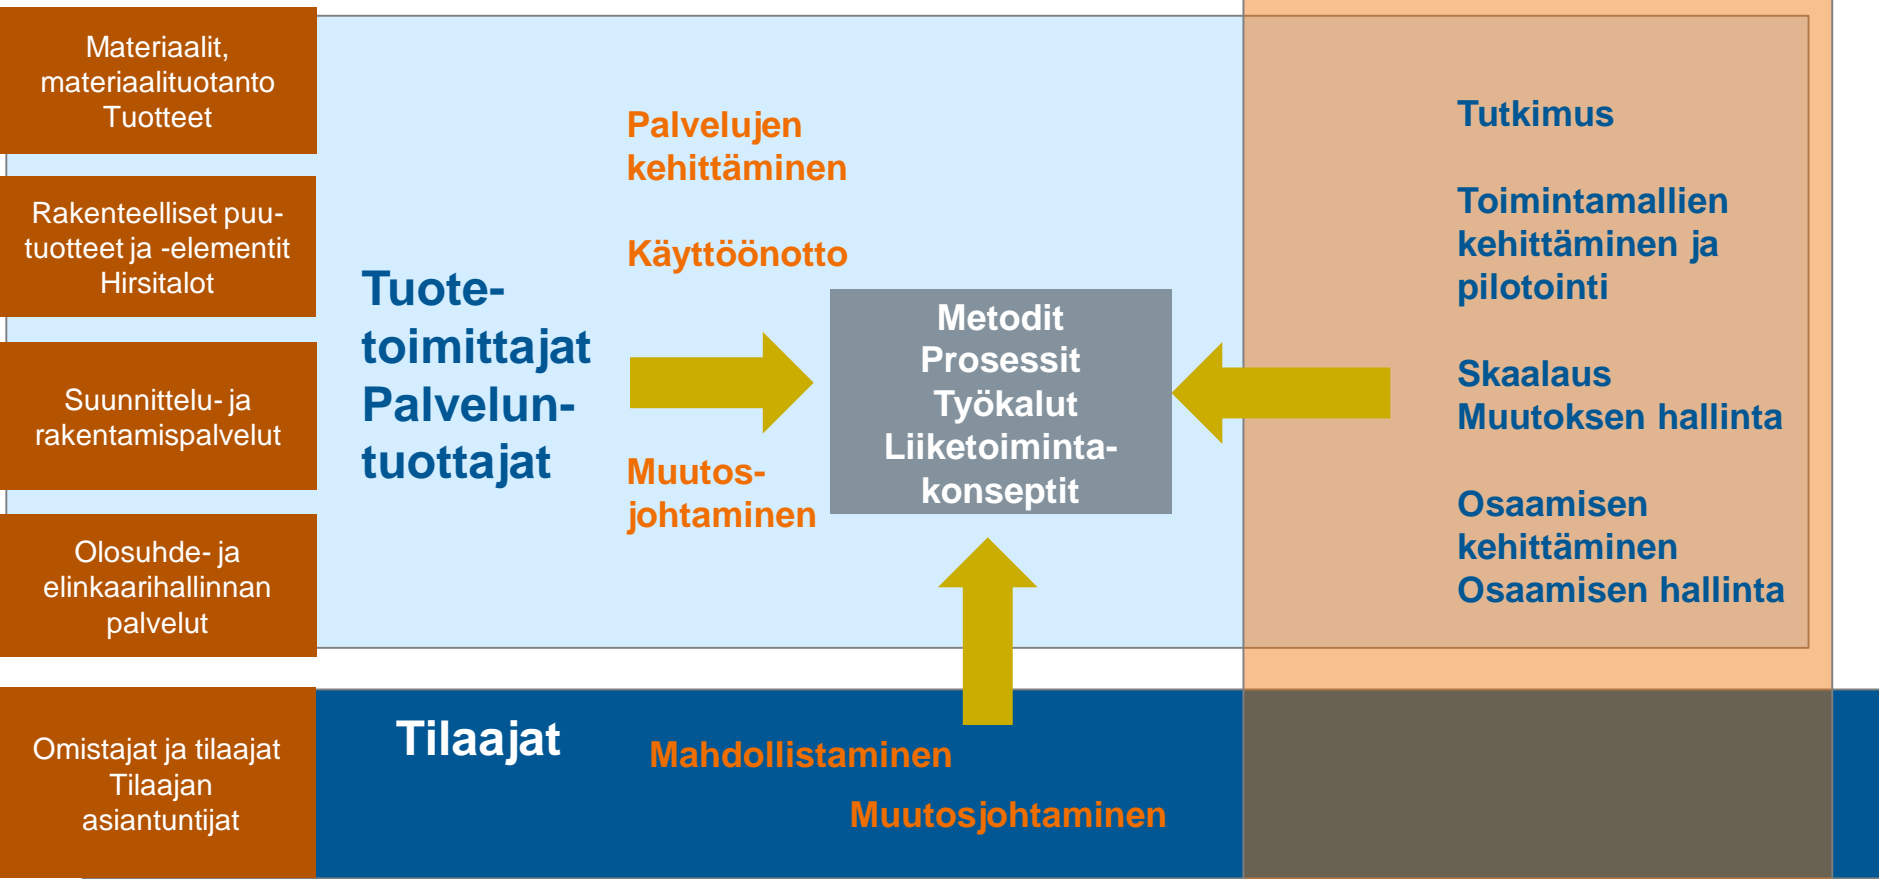 Materiaalit,
materiaalituotanto
Tuotteet
Rakenteelliset puu-
tuotteet ja -elementit
Hirsitalot
Suunnittelu- ja
rakentamispalvelut
Olosuhde- ja
elinkaarihallinnan
palvelut
Omistajat ja tilaajat
Tilaajan
asiantuntijat
Tuote-
toimittajat
Palvelun-
tuottajat
Palvelujen
kehittäminen
Käyttöönotto
Muutos-
johtaminen
Metodit
Prosessit
Työkalut
Liiketoiminta-
konseptit
Tutkimus
Toimintamallien
kehittäminen ja
pilotointi
Skaalaus
Muutoksen hallinta
Osaamisen
kehittäminen
Osaamisen hallinta
Tilaajat
Mahdollistaminen
Muutosjohtaminen